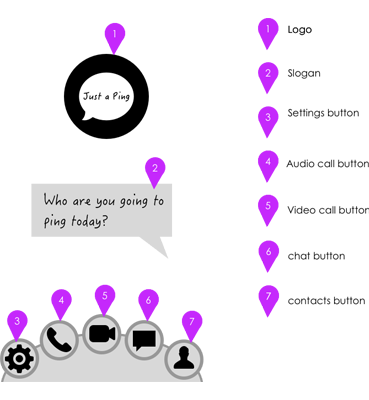 1
Just a Ping
2
Who are you going to
ping today?
3
4
5
6
7
1 Logo
2 Slogan
3 Settings button
4 Audio call button
5 Video call button
6 chat button
7 contacts button